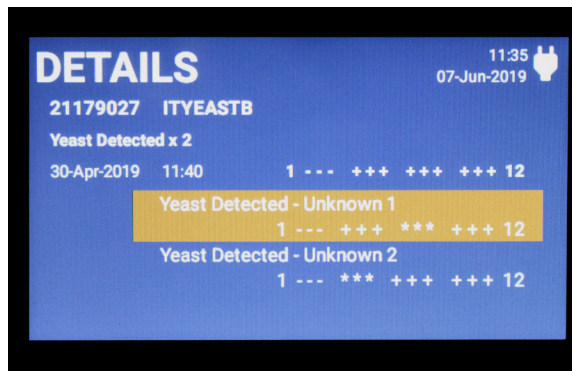 DETAILS
11:35
07-Jun-2019
21179027 ITYEASTB
Yeast Detected x 2
30-Apr-2019 11:40 1 --- +++ +++ +++ 12
Yeast Detected - Unknown 1
1 --- +++ *** +++ 12
Yeast Detected - Unknown 2
1 --- *** +++ +++ 12